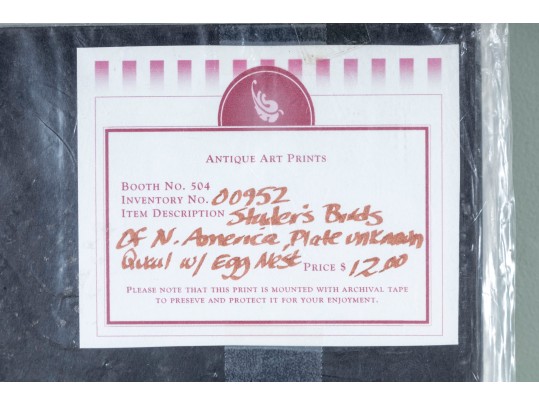 ANTIQUE ART PRINTS
BOOTH NO. 504
INVENTORY NO. 00952
ITEM DESCRIPTION Studer's Birds
Of N. America, Plate unknown
Quail w/ Egg Nest PRICE $ 12.00
PLEASE NOTE THAT THIS PRINT IS MOUNTED WITH ARCHIVAL TAPE
TO PRESEVE AND PROTECT IT FOR YOUR ENJOYMENT.